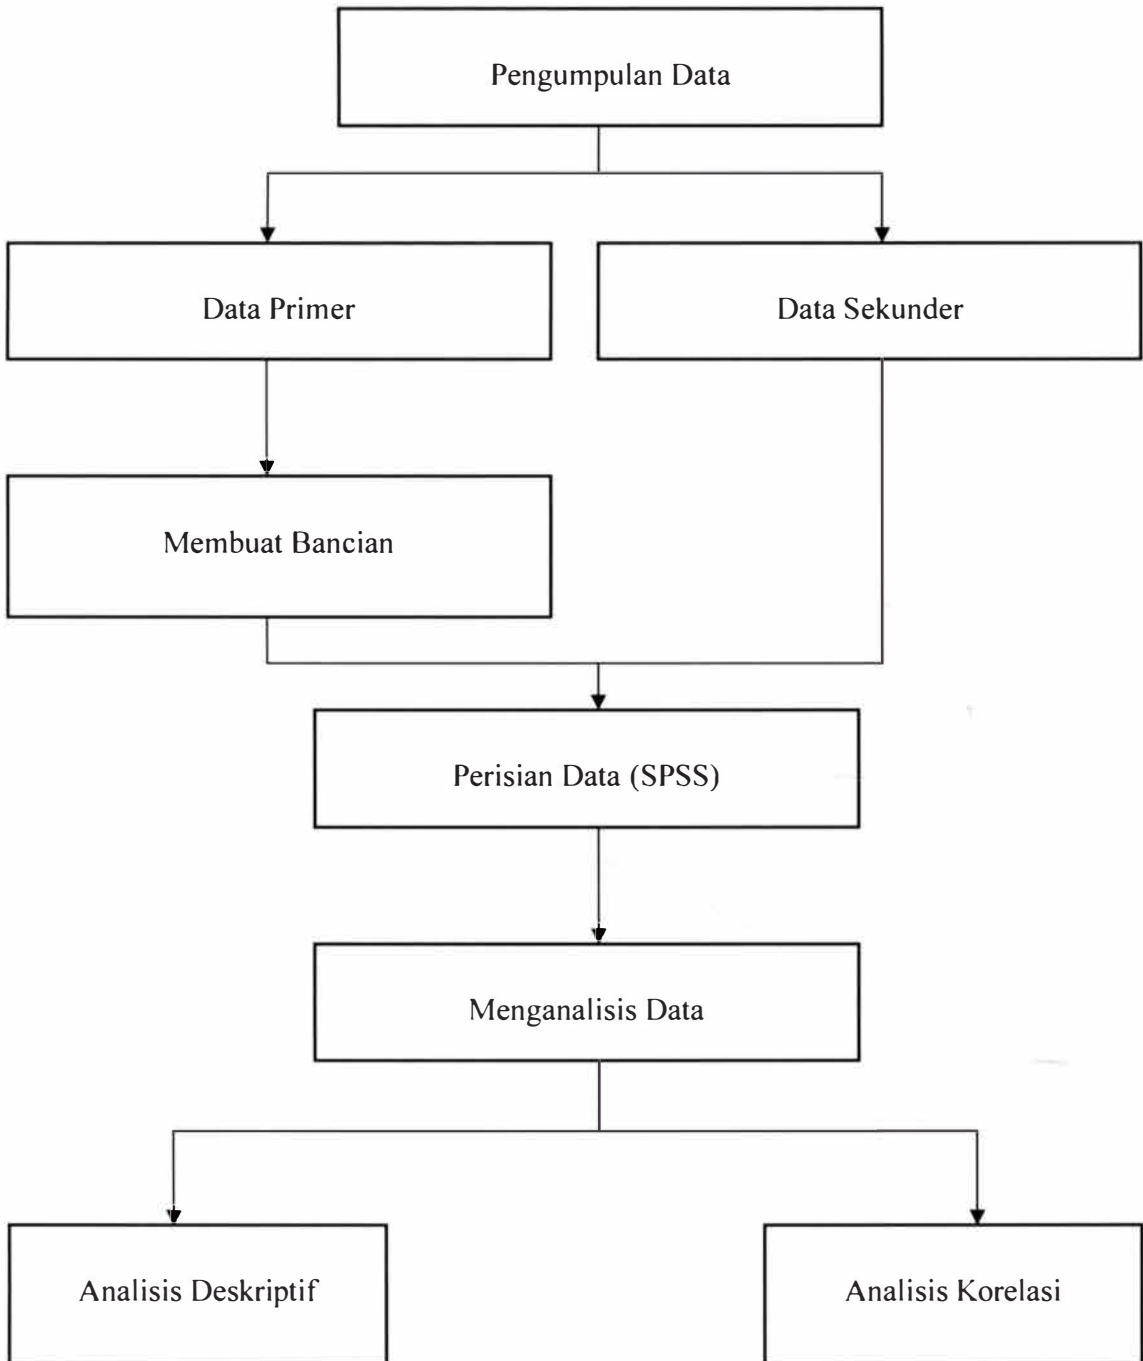 Pengumpulan Data
Data Primer
Data Sekunder
Membuat Bancian
Perisian Data (SPSS)
Menganalisis Data
Analisis Deskriptif
Analisis Korelasi